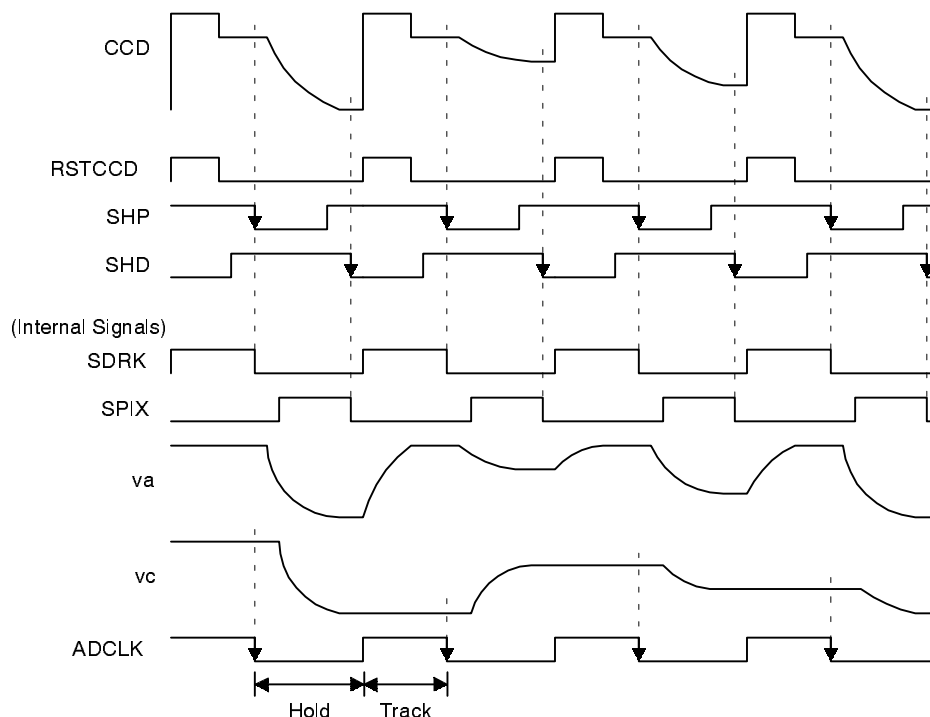 CCD
RSTCCD
SHP
SHD
(Internal Signals)
SDRK
SPIX
va
vc
ADCLK
Hold Track